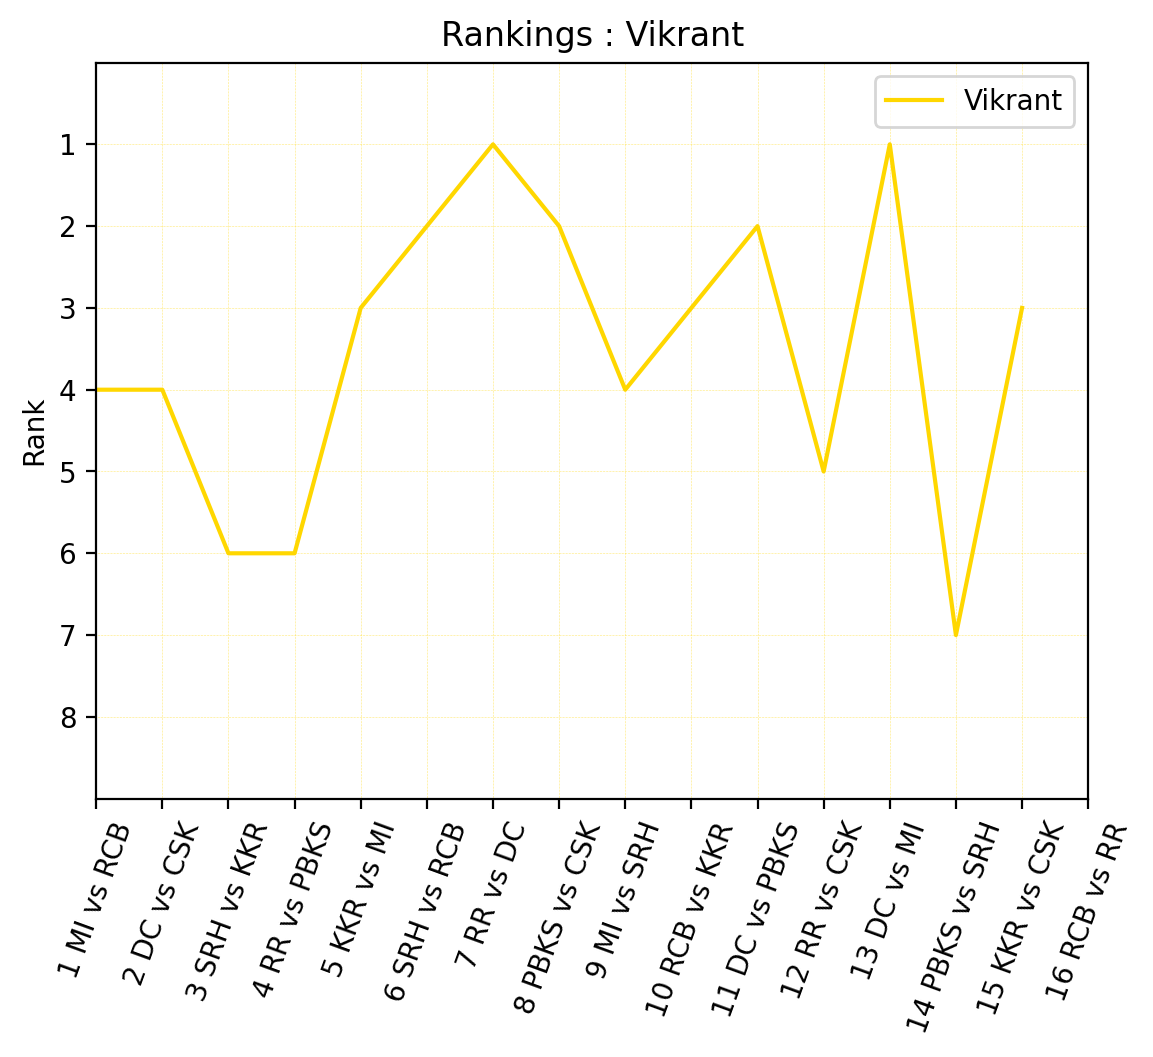 Rankings : Vikrant
Vikrant
1
2
3
4
5
6
7
8
Rank
1 MI vs RCB
2 DC vs CSK
3 SRH vs KKR
4 RR vs PBKS
5 KKR vs MI
6 SRH vs RCB
7 RR vs DC
8 PBKS vs CSK
9 MI vs SRH
10 RCB vs KKR
11 DC vs PBKS
12 RR vs CSK
13 DC vs MI
14 PBKS vs SRH
15 KKR vs CSK
16 RCB vs RR